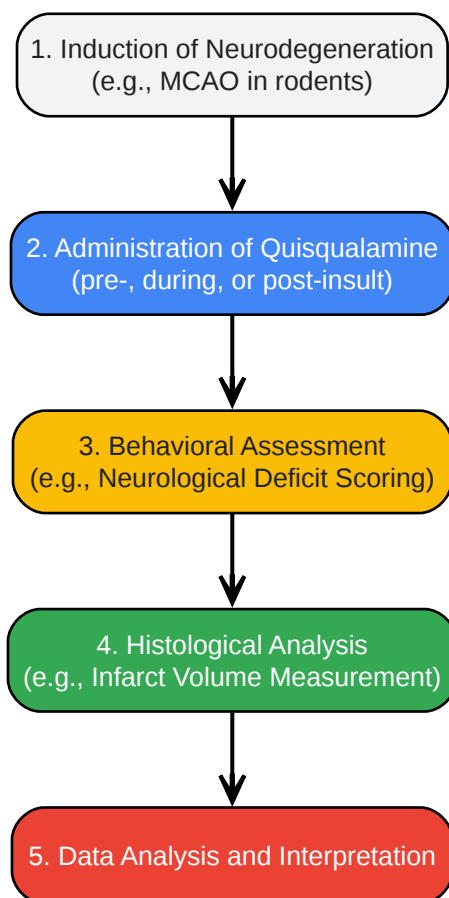 1. Induction of Neurodegeneration
(e.g., MCAO in rodents)
2. Administration of Quisqualamine
(pre-, during, or post-insult)
3. Behavioral Assessment
(e.g., Neurological Deficit Scoring)
4. Histological Analysis
(e.g., Infarct Volume Measurement)
5. Data Analysis and Interpretation